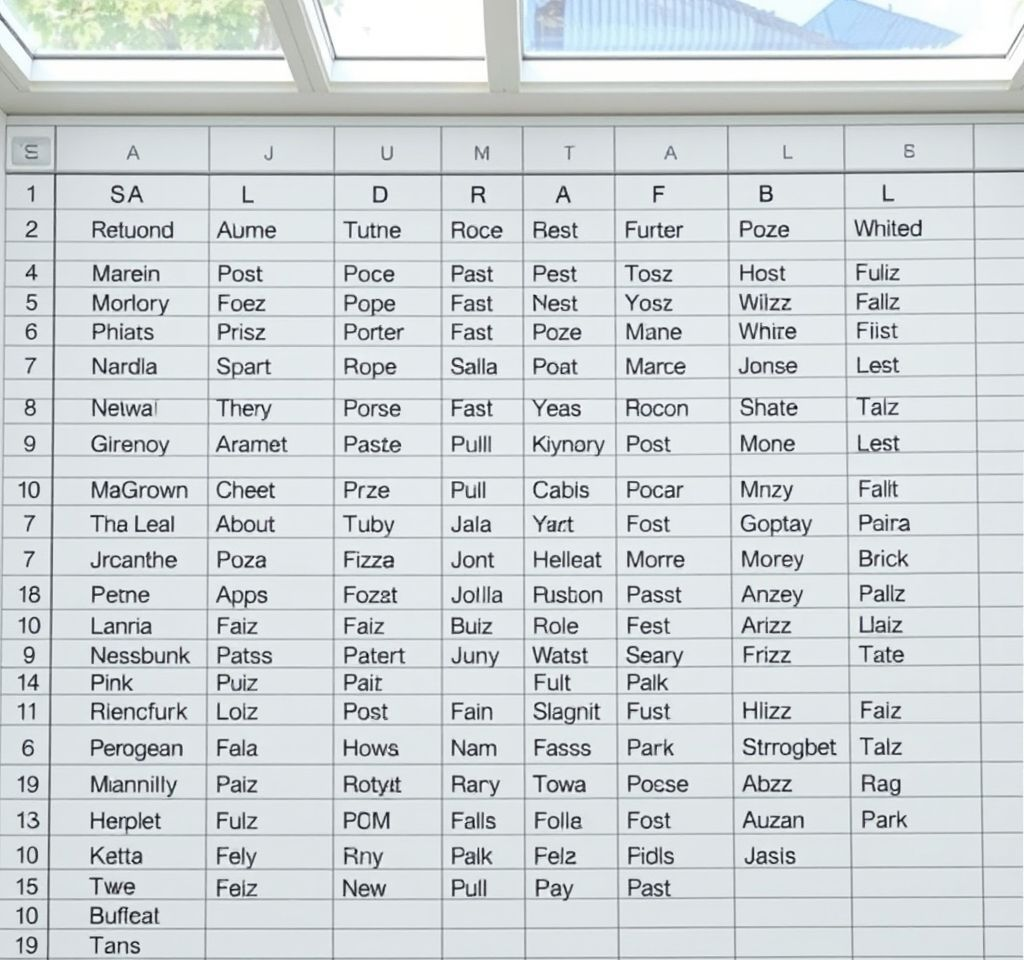 S A J U M T A L B
1 SA L D R A F B L
2 Retuond Aume Tutne Roce Rest Furter Poze Whited
4 Marein Post Poce Past Pest Tosz Host Fuliz
5 Morlory Foez Pope Fast Nest Yosz Wilzz Fallz
6 Phiats Prisz Porter Fast Poze Mane Whire Fiist
7 Nardla Spart Rope Salla Poat Marce Jonse Lest
8 Nelwal Thery Porse Fast Yeas Rocon Shate Talz
9 Girenoy Aramet Paste Pulll Kiynory Post Mone Lest
10 MaGrown Cheet Prze Pull Cabis Pocar Mnzy Falit
7 Tha Leal About Tuby Jala Yart Fost Goptay Paira
7 Jrcanthe Poza Fizza Jont Helleat Morre Morey Brick
18 Petne Apps Fozat Jollla Rusbon Passt Anzey Pallz
10 Lanria Faiz Faiz Buiz Role Fest Arizz Llaiz
9 Nessbunk Patss Patert Juny Watst Seary Frizz Tate
14 Pink Puiz Pait Fult Palk
11 Riencfurk Loiz Post Fain Slagnit Fust Hlizz Faiz
6 Perogean Fala Hows Nam Fasss Park Strrogbet Talz
19 Miannilly Paiz Rary Towa Pocse Abzz Rag
13 Herplet Fulz POM Falls Folla Fost Auzan Park
10 Ketta Fely Rny Palk Felz Fidls Jasis
15 Twe Feiz New Pull Pay Past
10 Bufleat
19 Tans